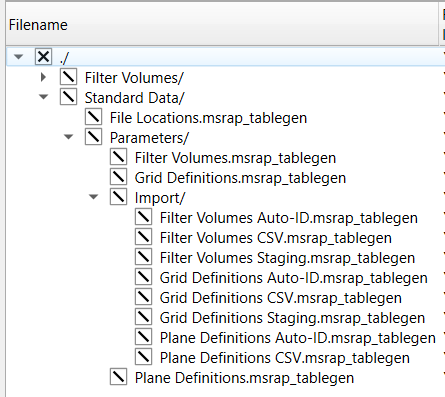 Filename
./
Filter Volumes/
Standard Data/
File Locations.msrap_tablegen
Parameters/
Filter Volumes.msrap_tablegen
Grid Definitions.msrap_tablegen
Import/
Filter Volumes Auto-ID.msrap_tablegen
Filter Volumes CSV.msrap_tablegen
Filter Volumes Staging.msrap_tablegen
Grid Definitions Auto-ID.msrap_tablegen
Grid Definitions CSV.msrap_tablegen
Grid Definitions Staging.msrap_tablegen
Plane Definitions Auto-ID.msrap_tablegen
Plane Definitions CSV.msrap_tablegen
Plane Definitions.msrap_tablegen